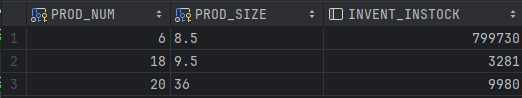 PROD_NUM PROD_SIZE INVENT_INSTOCK
1 6 8.5 799730
2 18 9.5 3281
3 20 36 9980